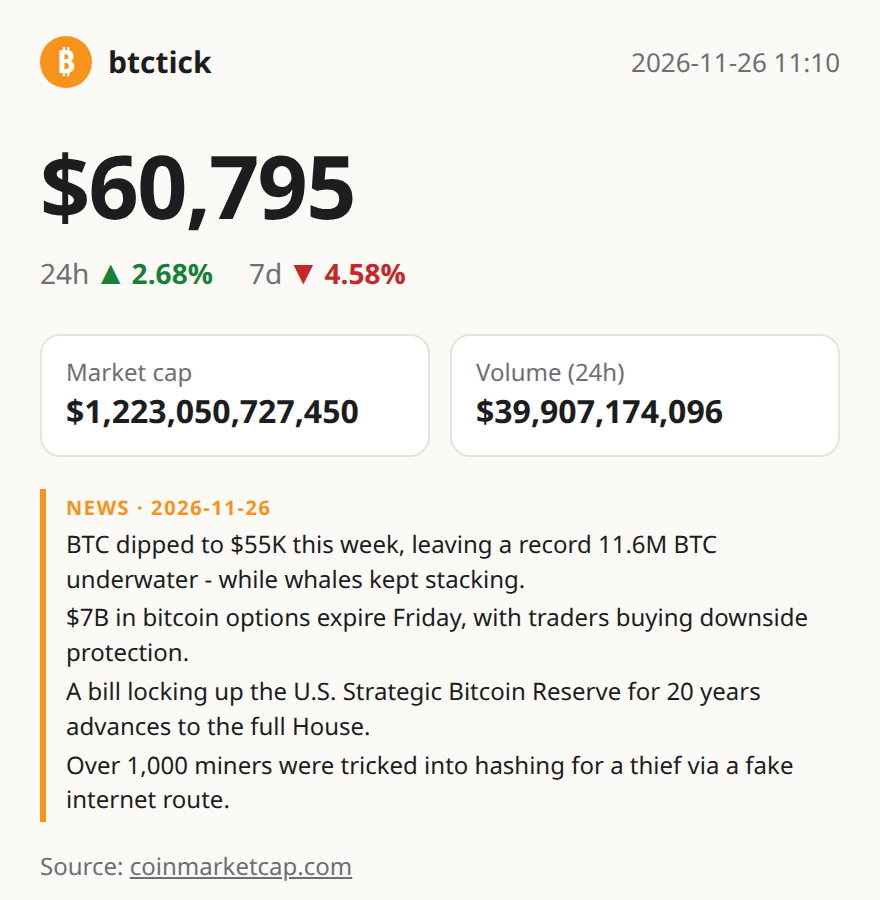 btctick
2026-11-26 11:10
$60,795
24h ▲ 2.68% 7d ▼ 4.58%
Market cap
$1,223,050,727,450
Volume (24h)
$39,907,174,096
NEWS · 2026-11-26
BTC dipped to $55K this week, leaving a record 11.6M BTC
underwater - while whales kept stacking.
$7B in bitcoin options expire Friday, with traders buying downside
protection.
A bill locking up the U.S. Strategic Bitcoin Reserve for 20 years
advances to the full House.
Over 1,000 miners were tricked into hashing for a thief via a fake
internet route.
Source: coinmarketcap.com